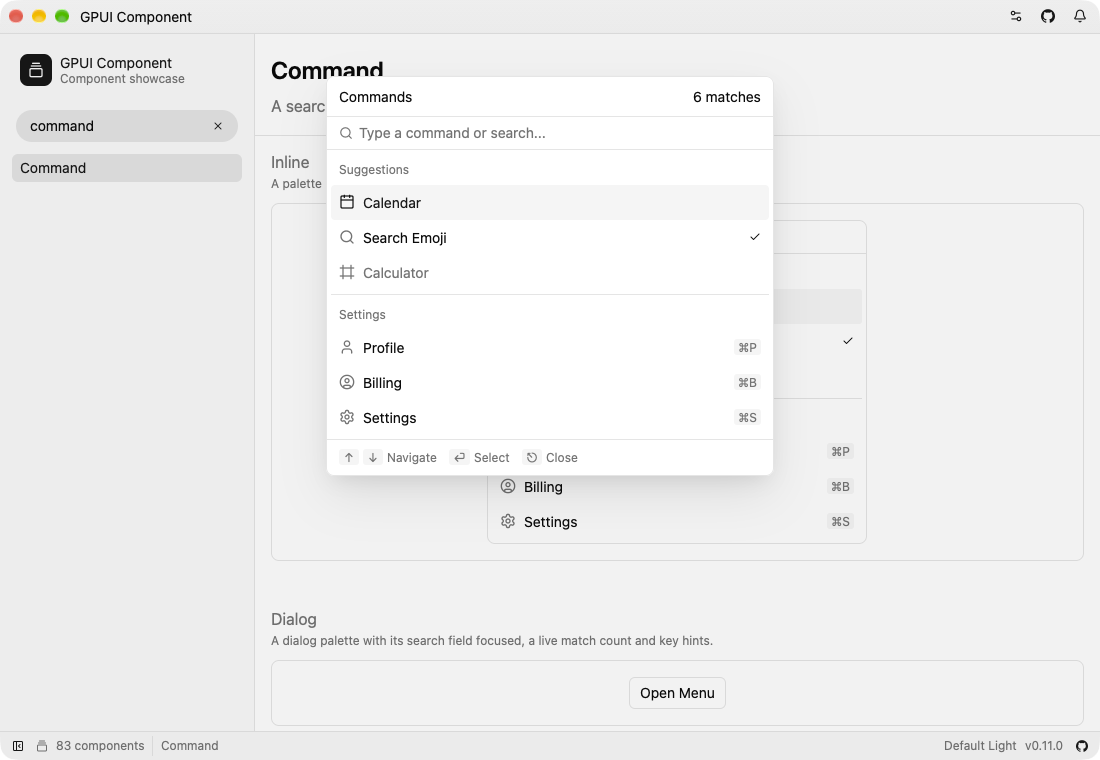 GPUI Component
GPUI Component
Component showcase
command
Command
Command
A searc
Inline
A palette
Commands
6 matches
Type a command or search...
Suggestions
Calendar
Search Emoji
Calculator
Settings
Profile ⌘P
Billing ⌘B
Settings ⌘S
Navigate Select Close
⌘P
Billing ⌘B
Settings ⌘S
Dialog
A dialog palette with its search field focused, a live match count and key hints.
Open Menu
83 components
Command
Default Light v0.11.0